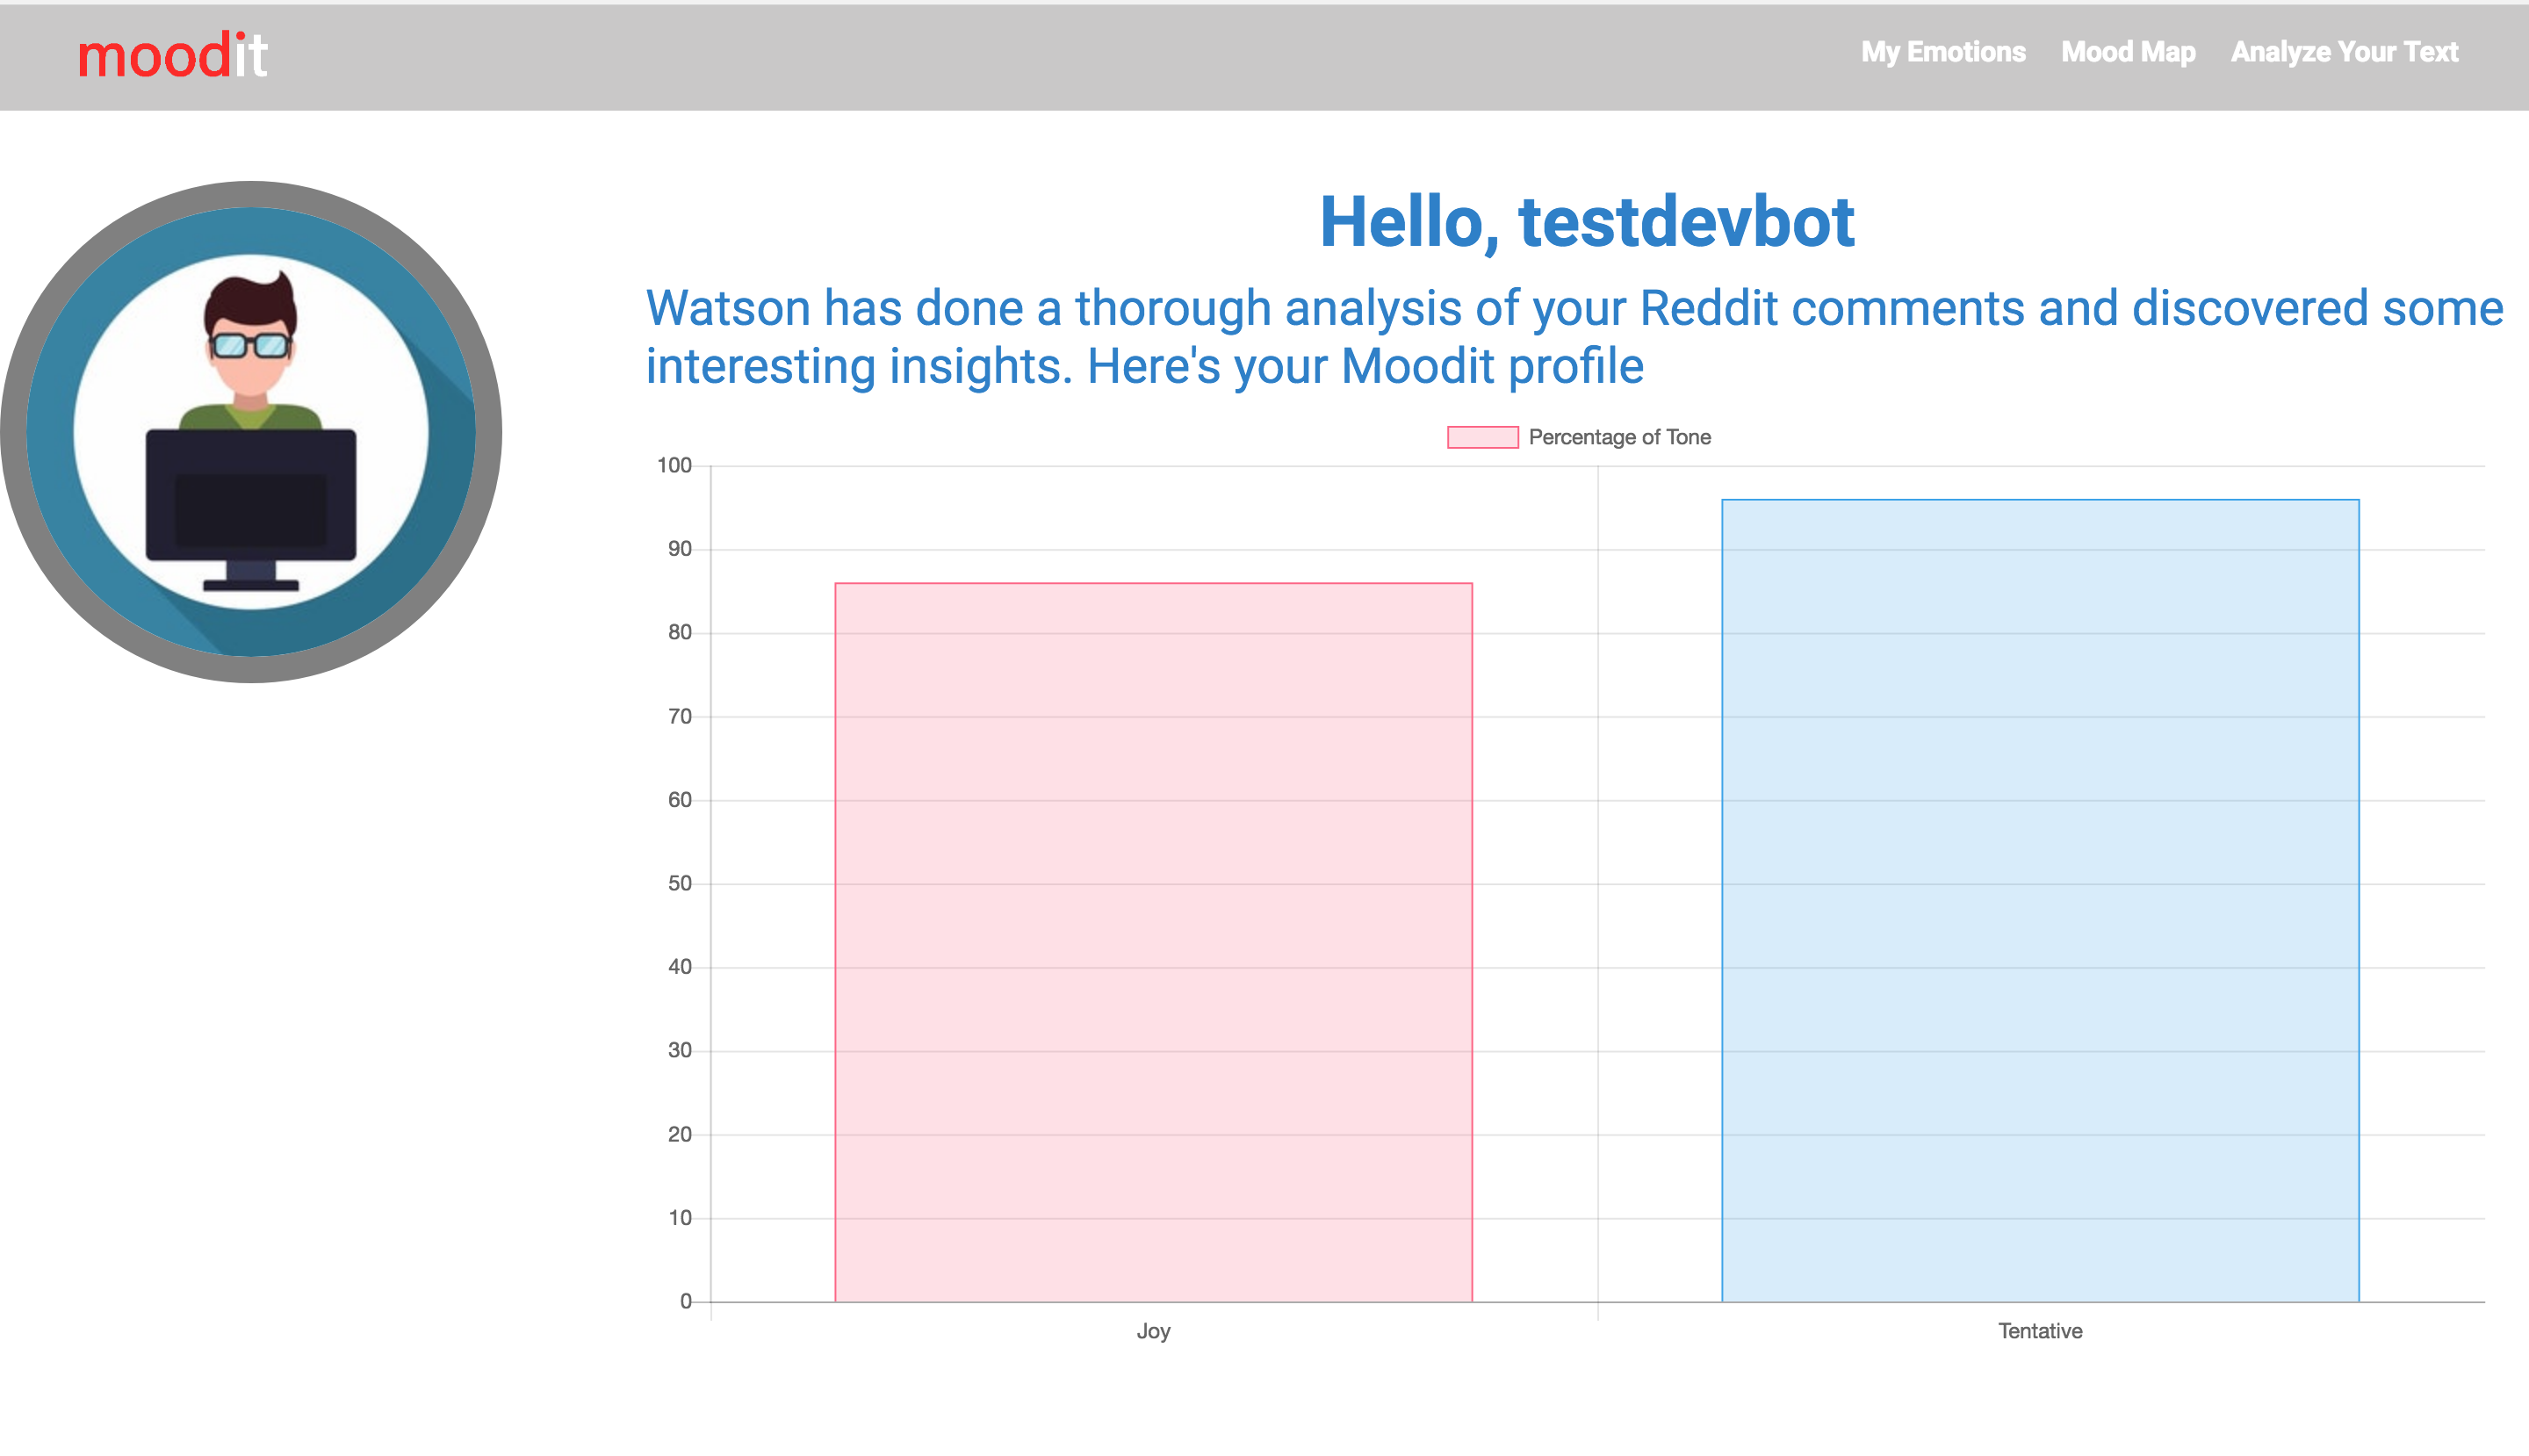 moodit
My Emotions Mood Map Analyze Your Text
Hello, testdevbot
Watson has done a thorough analysis of your Reddit comments and discovered some
interesting insights. Here's your Moodit profile
Percentage of Tone
100
90
80
70
60
50
40
30
20
10
0
Joy Tentative